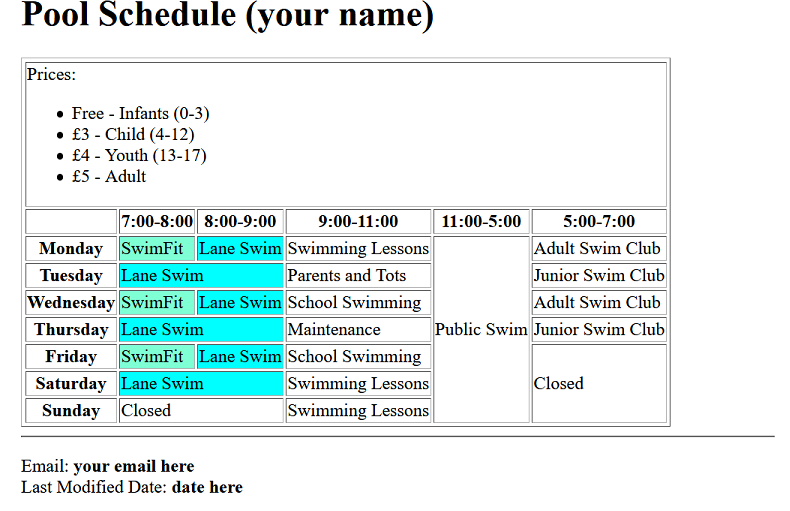 Pool Schedule (your name)
Prices:
Free - Infants (0-3)
£3 - Child (4-12)
£4 - Youth (13-17)
£5 - Adult
7:00-8:00 8:00-9:00 9:00-11:00 11:00-5:00 5:00-7:00
Monday SwimFit Lane Swim Swimming Lessons Adult Swim Club
Tuesday Lane Swim Parents and Tots Junior Swim Club
Wednesday SwimFit Lane Swim School Swimming Adult Swim Club
Thursday Lane Swim Maintenance Public Swim Junior Swim Club
Friday SwimFit Lane Swim School Swimming
Saturday Lane Swim Swimming Lessons Closed
Sunday Closed Swimming Lessons
Email: your email here
Last Modified Date: date here